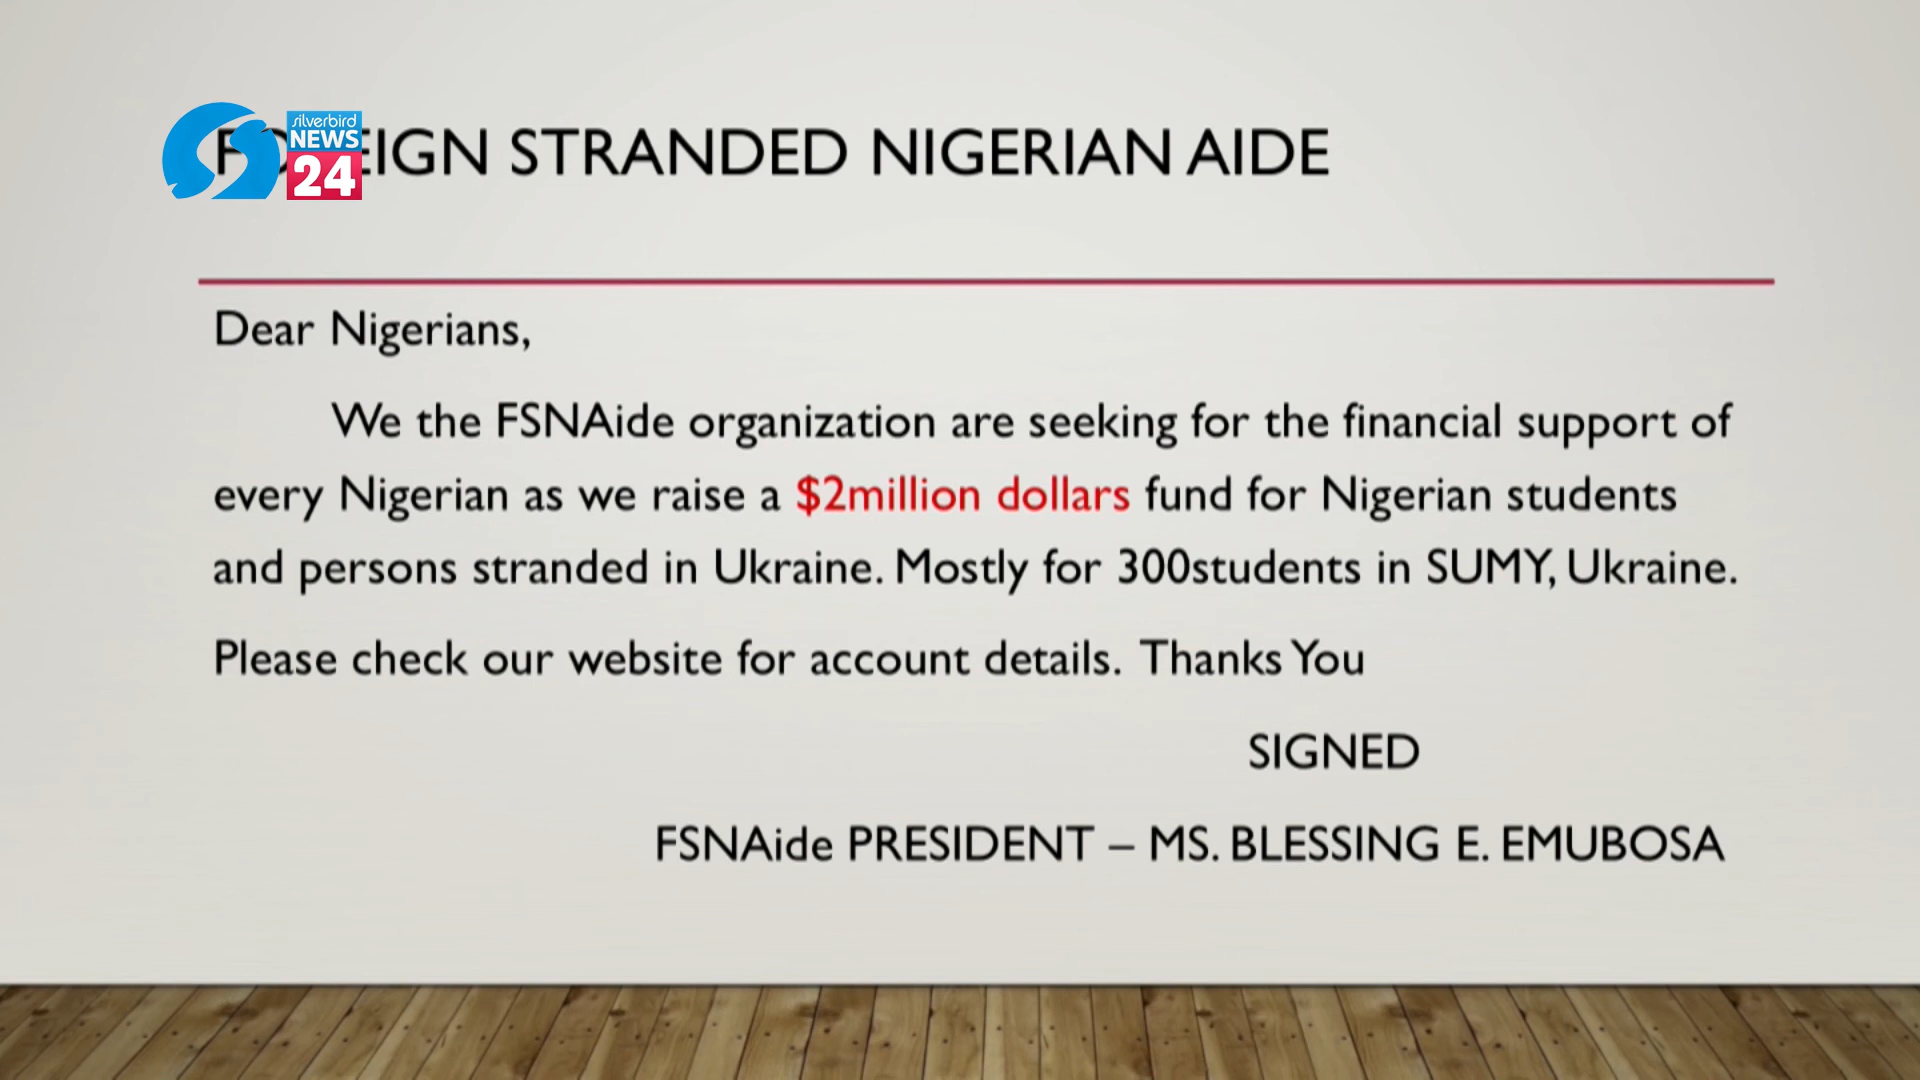 silverbird
NEWS
24
STRANDED NIGERIAN AIDE
Dear Nigerians,
We the FSNAide organization are seeking for the financial support of
every Nigerian as we raise a $2million dollars fund for Nigerian students
and persons stranded in Ukraine. Mostly for 300students in SUMY, Ukraine.
Please check our website for account details. Thanks You
SIGNED
FSNAide PRESIDENT – MS. BLESSING E. EMUBOSA